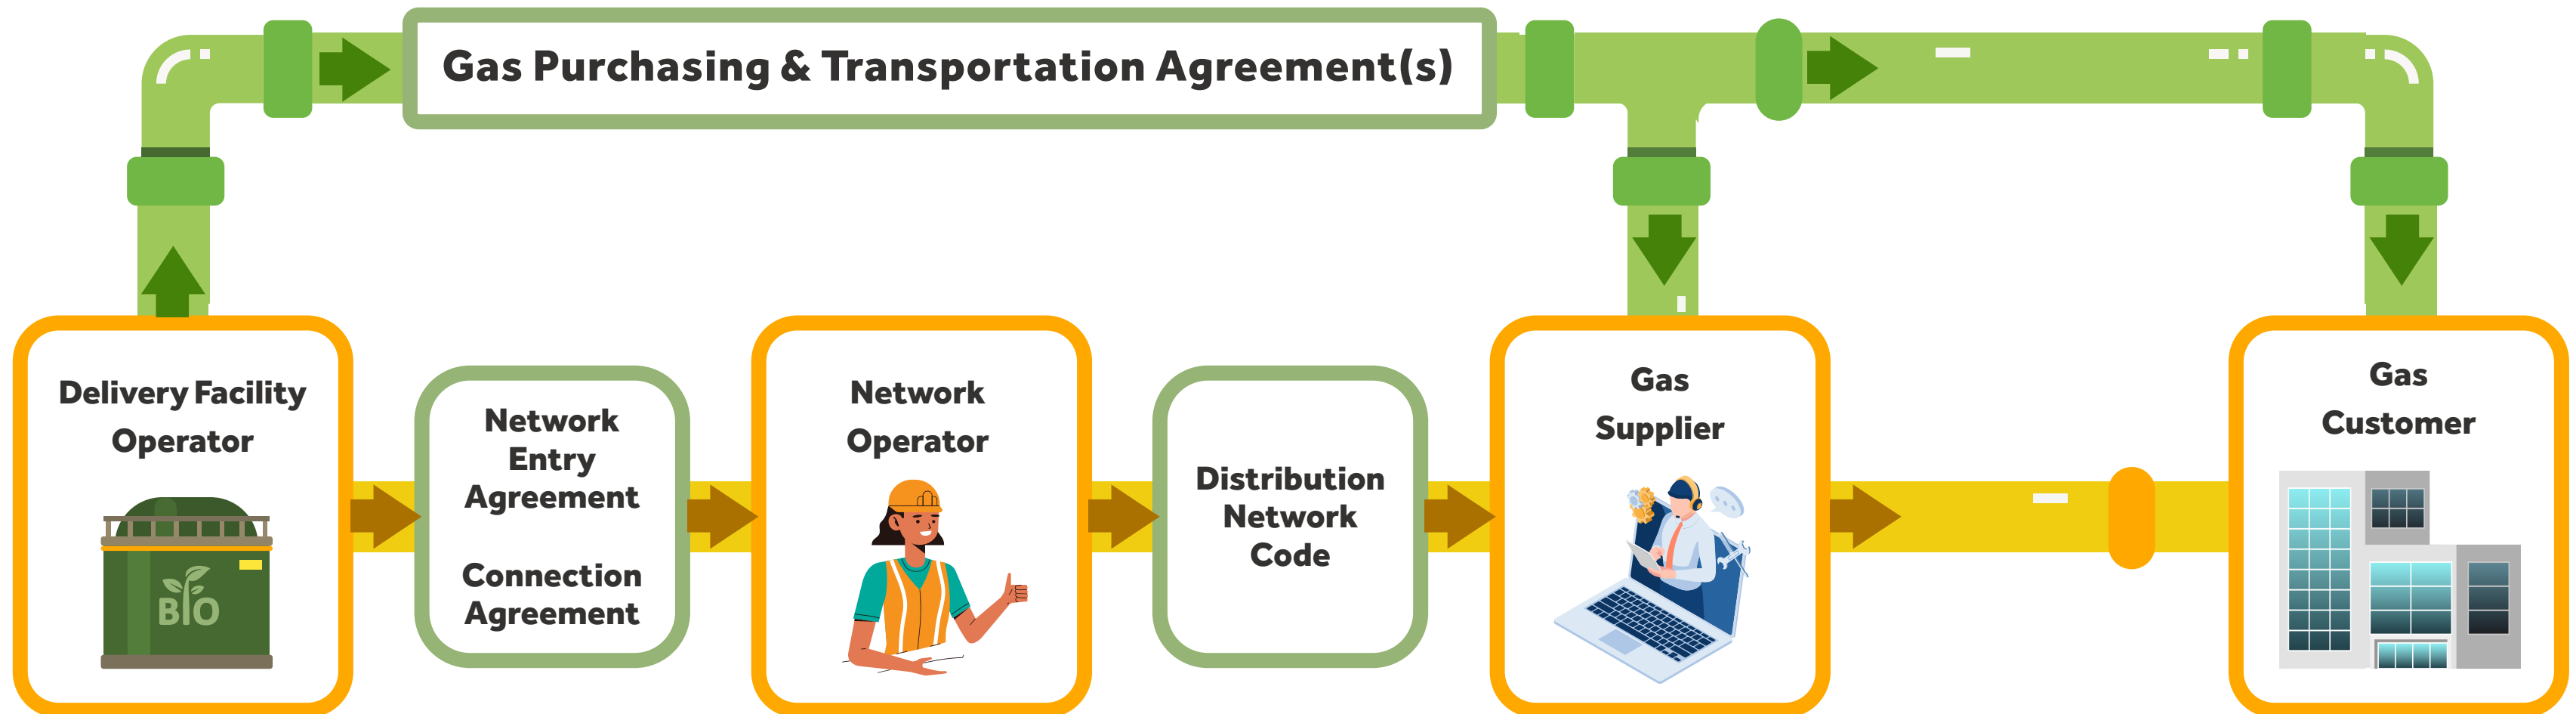 Gas Purchasing & Transportation Agreement(s)
Delivery Facility
Operator
BIO
Network
Entry
Agreement
Connection
Agreement
Network
Operator
Distribution
Network
Code
Gas
Supplier
Gas
Customer